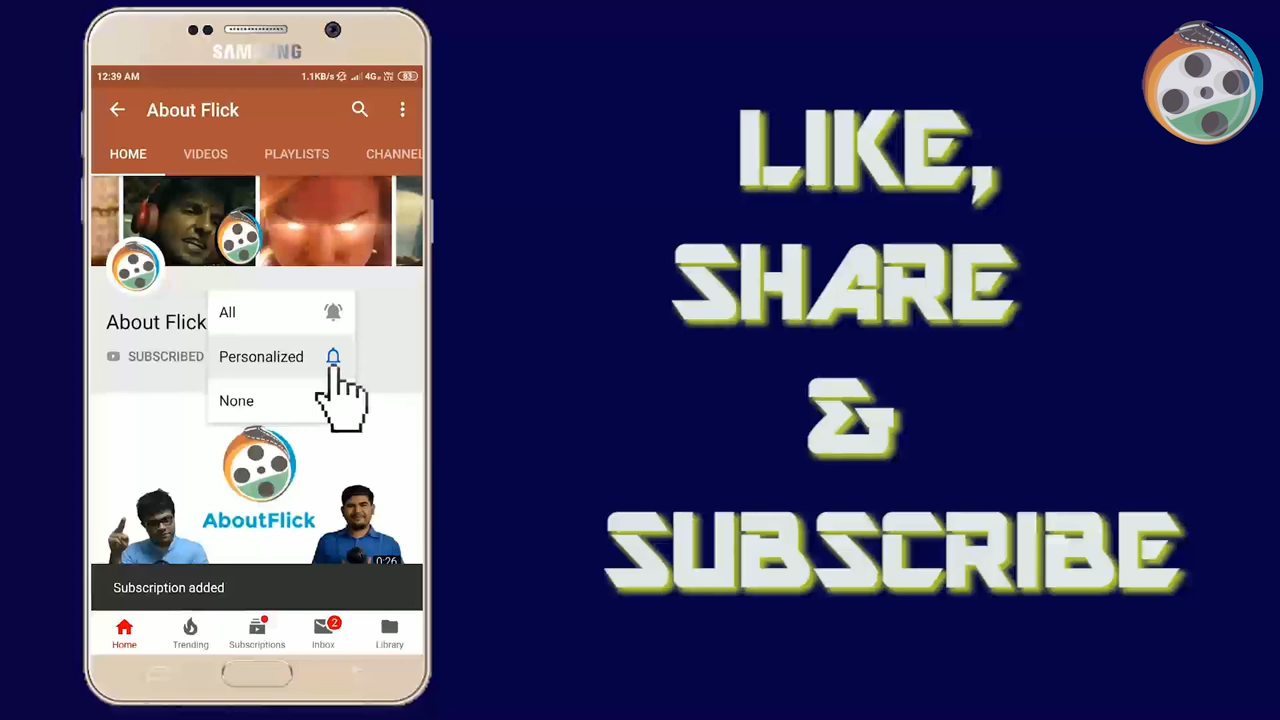 SAMSUNG
12:39 AM 1.1KB/s 4G 83
About Flick
HOME VIDEOS PLAYLISTS CHANNEL
About Flick
SUBSCRIBED
All
Personalized
None
AboutFlick
0:26
Subscription added
2
Home Trending Subscriptions Inbox Library
LIKE,
SHARE
&
SUBSCRIBE